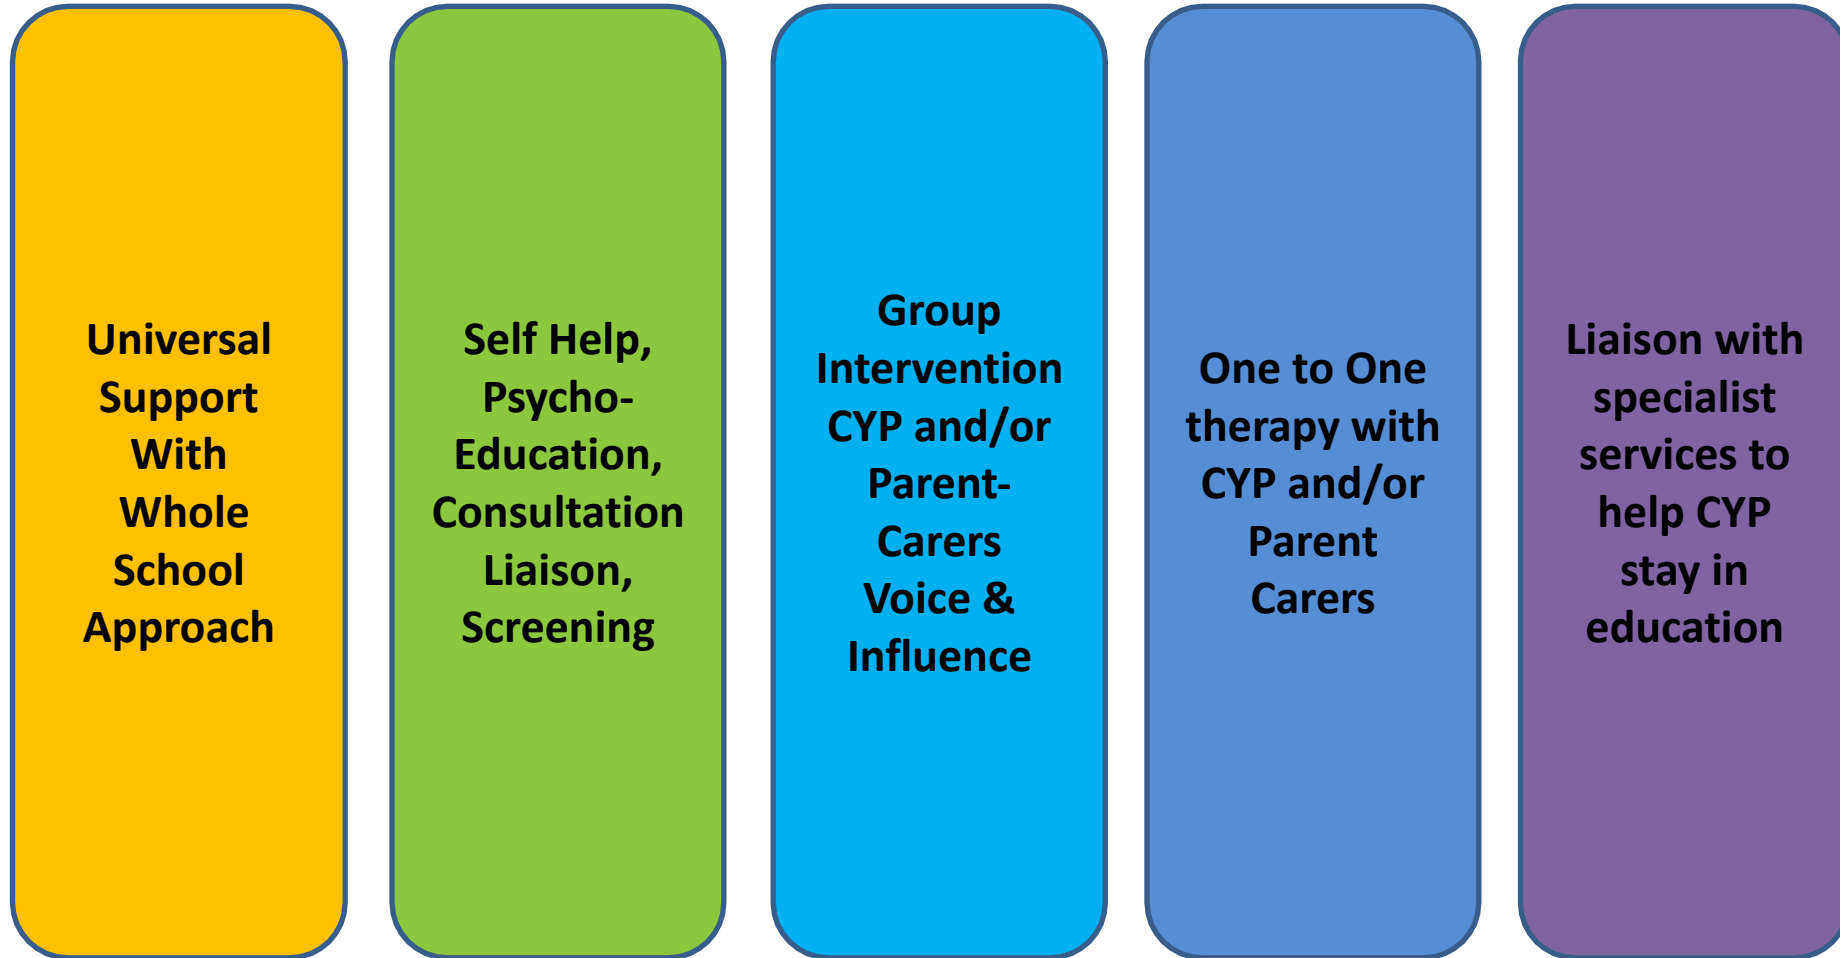 Universal
Support
With
Whole
School
Approach
Self Help,
Psycho-
Education,
Consultation
Liaison,
Screening
Group
Intervention
CYP and/or
Parent-
Carers
Voice &
Influence
One to One
therapy with
CYP and/or
Parent
Carers
Liaison with
specialist
services to
help CYP
stay in
education